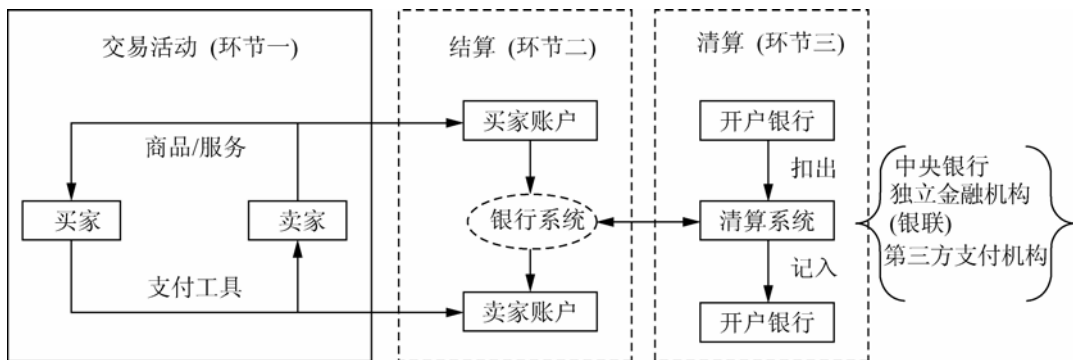 交易活动 (环节一)
商品/服务
买家
卖家
支付工具
结算 (环节二)
买家账户
银行系统
卖家账户
清算 (环节三)
开户银行
扣出
清算系统
记入
开户银行
中央银行
独立金融机构
(银联)
第三方支付机构